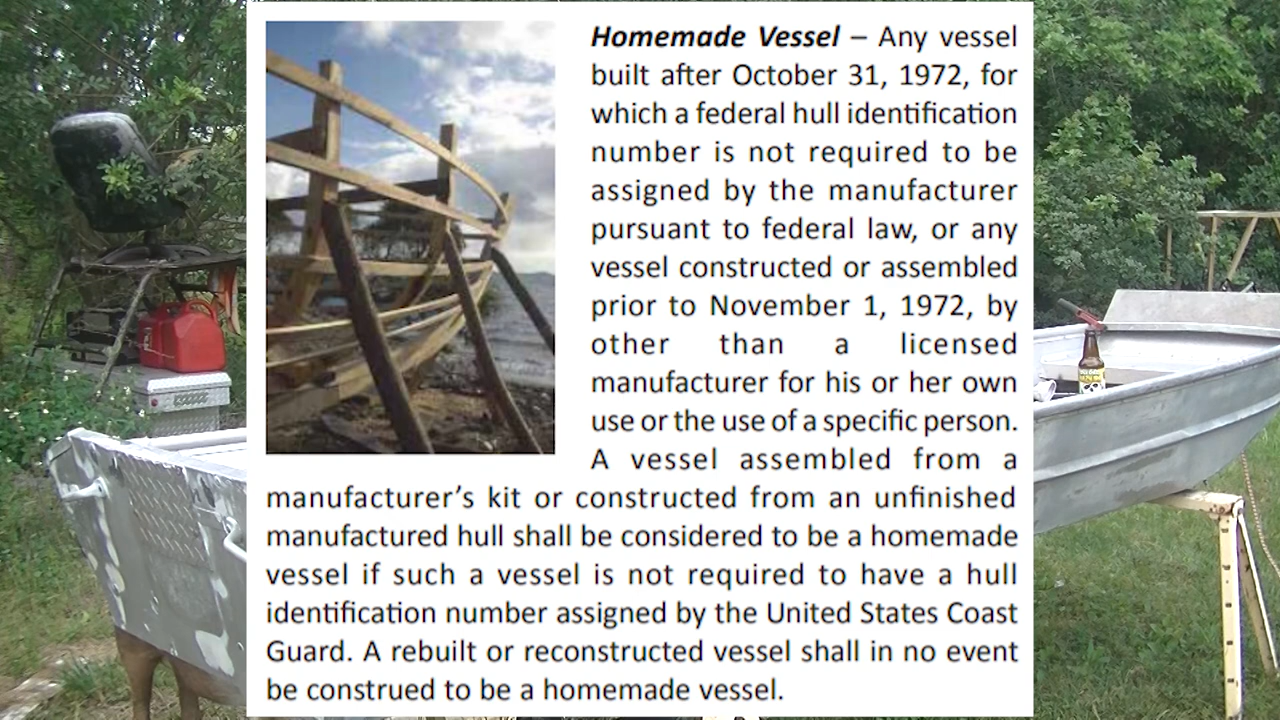 Homemade Vessel – Any vessel
built after October 31, 1972, for
which a federal hull identification
number is not required to be
assigned by the manufacturer
pursuant to federal law, or any
vessel constructed or assembled
prior to November 1, 1972, by
other than a licensed
manufacturer for his or her own
use or the use of a specific person.
A vessel assembled from a
manufacturer’s kit or constructed from an unfinished
manufactured hull shall be considered to be a homemade
vessel if such a vessel is not required to have a hull
identification number assigned by the United States Coast
Guard. A rebuilt or reconstructed vessel shall in no event
be construed to be a homemade vessel.